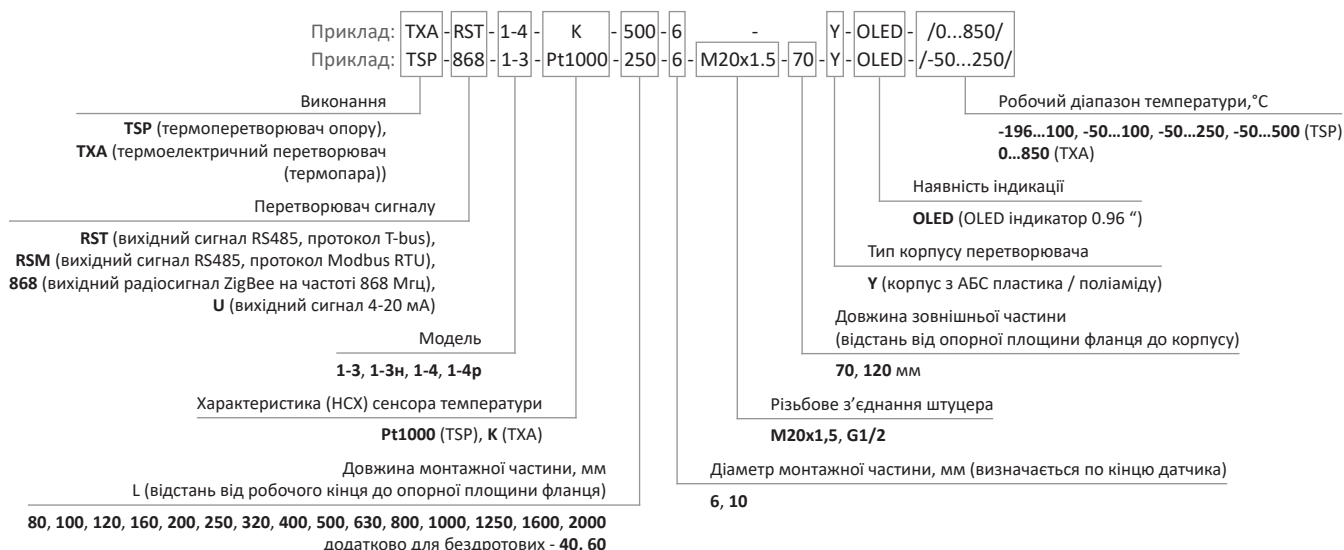 Приклад: TXA - RST - 1-4 - K - 500 - 6 - Y - OLED - /0...850/
Приклад: TSP - 868 - 1-3 - Pt1000 - 250 - 6 - M20x1.5 - 70 - Y - OLED - /-50...250/
Виконання
TSP (термоперетворювач опору),
TXA (термоелектричний перетворювач
(термопара))
Перетворювач сигналу
RST (вихідний сигнал RS485, протокол T-bus),
RSM (вихідний сигнал RS485, протокол Modbus RTU),
868 (вихідний радіосигнал ZigBee на частоті 868 Мгц),
U (вихідний сигнал 4-20 мА)
Модель
1-3, 1-3н, 1-4, 1-4р
Характеристика (НСХ) сенсора температури
Pt1000 (TSP), K (TXA)
Довжина монтажної частини, мм
L (відстань від робочого кінця до опорної площини фланця)
80, 100, 120, 160, 200, 250, 320, 400, 500, 630, 800, 1000, 1250, 1600, 2000
додатково для бездротових - 40, 60
Робочий діапазон температури,°C
-196...100, -50...100, -50...250, -50...500 (TSP)
0...850 (TXA)
Наявність індикації
OLED (OLED індикатор 0.96 “)
Тип корпусу перетворювача
Y (корпус з АБС пластика / поліаміду)
Довжина зовнішньої частини
(відстань від опорної площини фланця до корпусу)
70, 120 мм
Різьбове з’єднання штуцера
M20x1,5, G1/2
Діаметр монтажної частини, мм (визначається по кінцю датчика)
6, 10